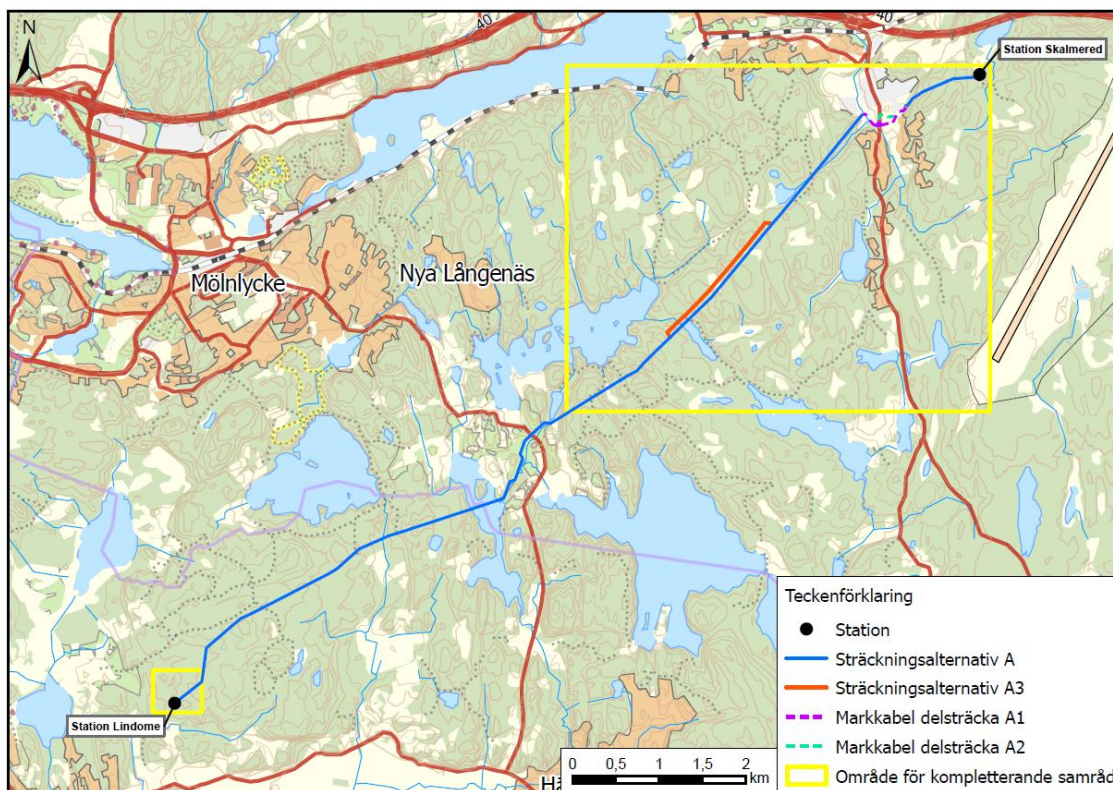 N
40
40
Station Skalmered
Nya Långenäs
Mölnlycke
Station Lindome
Teckenförklaring
Station
Sträckningsalternativ A
Sträckningsalternativ A3
Markkabel delsträcka A1
Markkabel delsträcka A2
Område för kompletterande samråd
0 0,5 1 1,5 2
km